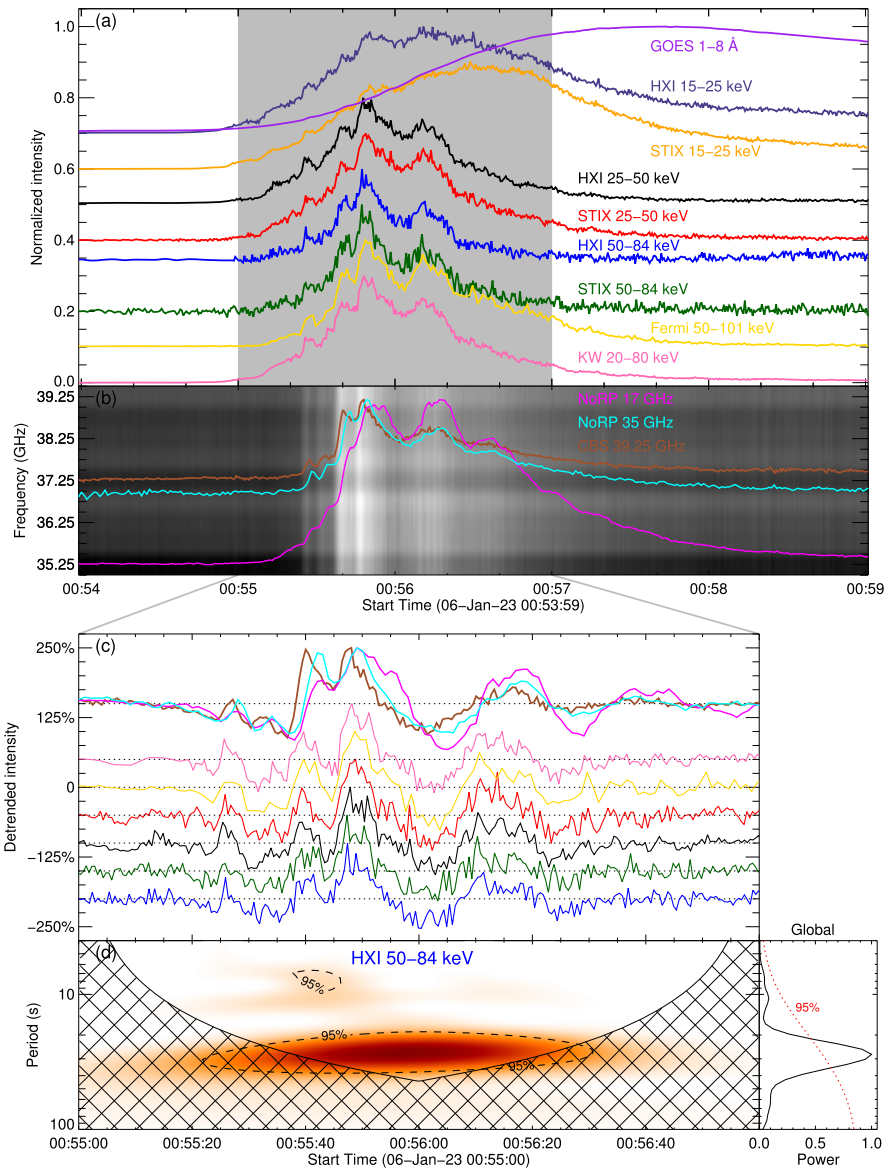 (a)
GOES 1−8 Å
HXI 15−25 keV
STIX 15−25 keV
HXI 25−50 keV
STIX 25−50 keV
HXI 50−84 keV
STIX 50−84 keV
Fermi 50−101 keV
KW 20−80 keV
Normalized intensity
1.0
0.8
0.6
0.4
0.2
0.0
(b)
NoRP 17 GHz
NoRP 35 GHz
CBS 39.25 GHz
Frequency (GHz)
39.25
38.25
37.25
36.25
35.25
00:54 00:55 00:56 00:57 00:58 00:59
Start Time (06−Jan−23 00:53:59)
(c)
Detrended intensity
250%
125%
0
−125%
−250%
(d)
HXI 50−84 keV
95%
95%
95%
Period (s)
10
100
00:55:00 00:55:20 00:55:40 00:56:00 00:56:20 00:56:40
Start Time (06−Jan−23 00:55:00)
Global
95%
0.0 0.5 1.0
Power